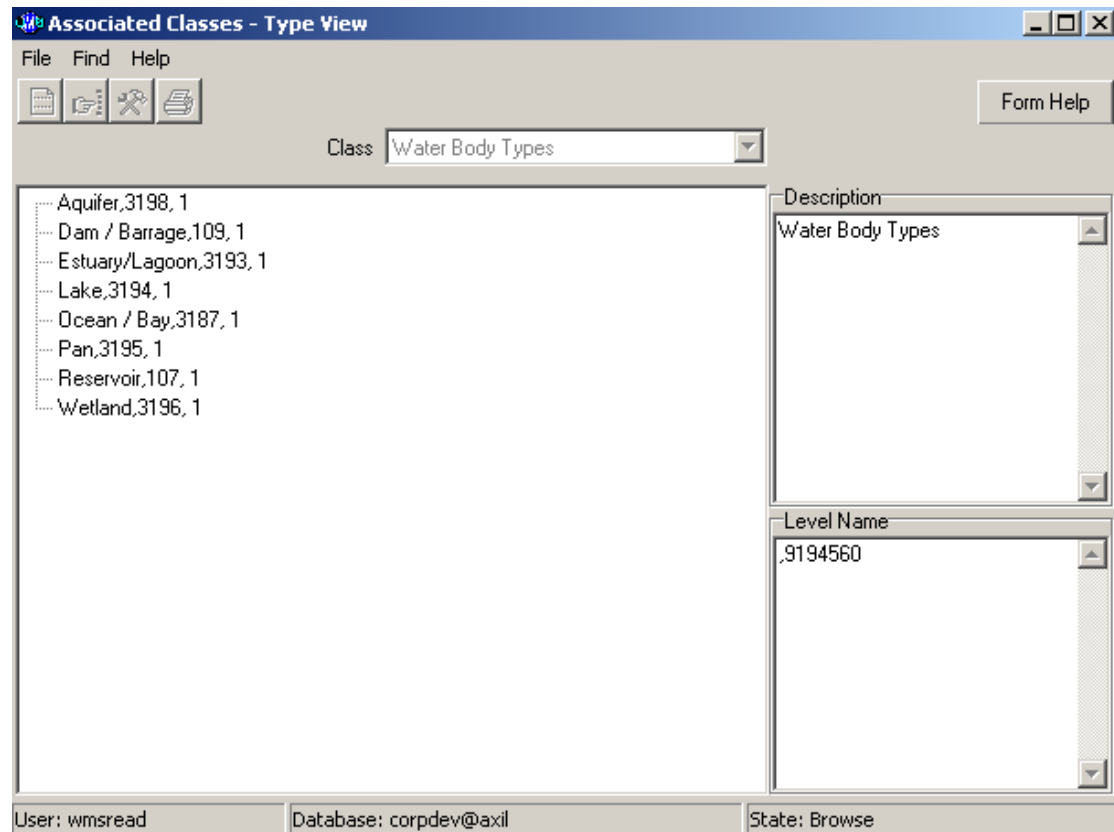 Associated Classes - Type View
File Find Help
Form Help
Class Water Body Types
Aquifer,3198, 1
Dam / Barrage,109, 1
Estuary/Lagoon,3193, 1
Lake,3194, 1
Ocean / Bay,3187, 1
Pan,3195, 1
Reservoir,107, 1
Wetland,3196, 1
Description
Water Body Types
Level Name
,9194560
User: wmsread Database: corpdev@axil State: Browse